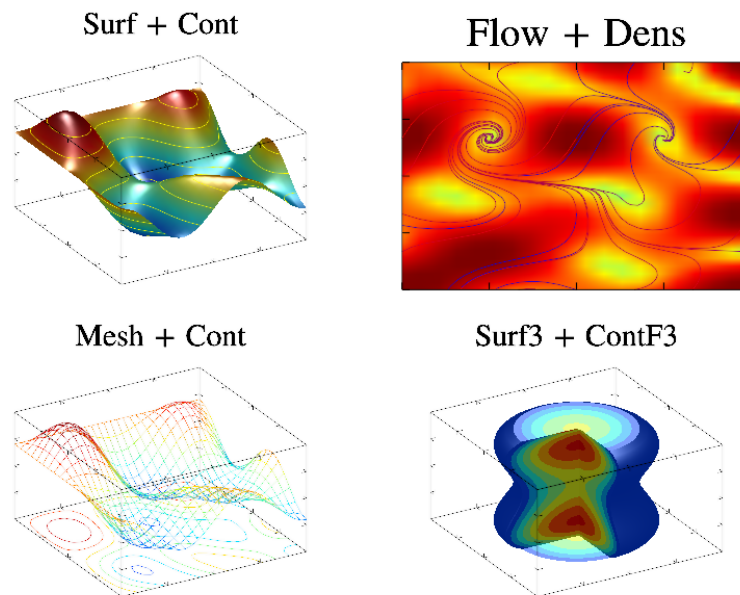 Surf + Cont
Flow + Dens
Mesh + Cont
Surf3 + ContF3